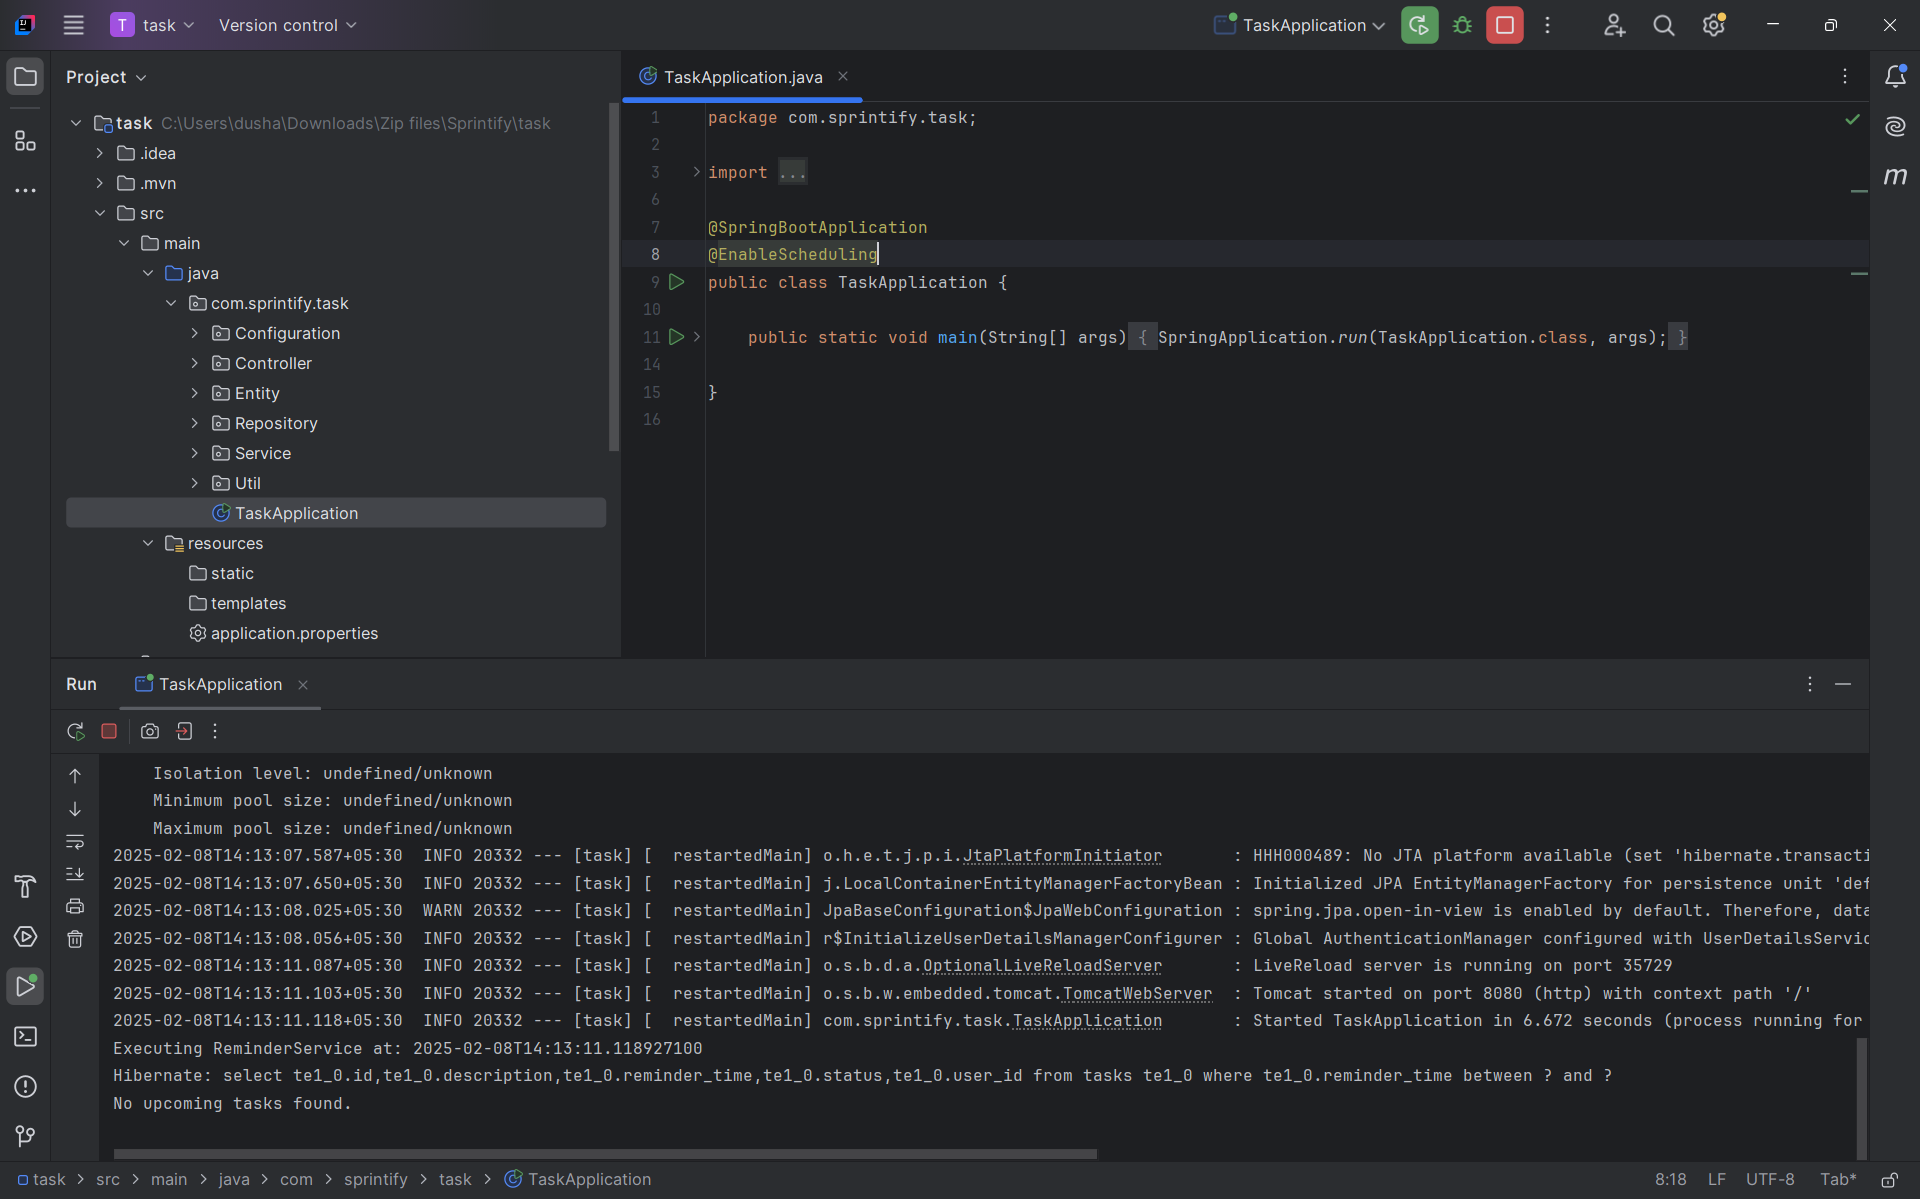 T task Version control TaskApplication
Project
TaskApplication.java
task C:\Users\dusha\Downloads\Zip files\Sprintify\task
.idea
.mvn
src
main
java
com.sprintify.task
Configuration
Controller
Entity
Repository
Service
Util
TaskApplication
resources
static
templates
application.properties
1 package com.sprintify.task;
2
3 import ...
6
7 @SpringBootApplication
8 @EnableScheduling
9 public class TaskApplication {
10
11 public static void main(String[] args) { SpringApplication.run(TaskApplication.class, args); }
14
15 }
16
m
Run TaskApplication
Isolation level: undefined/unknown
Minimum pool size: undefined/unknown
Maximum pool size: undefined/unknown
2025-02-08T14:13:07.587+05:30 INFO 20332 --- [task] [ restartedMain] o.h.e.t.j.p.i.JtaPlatformInitiator : HHH000489: No JTA platform available (set 'hibernate.transacti
2025-02-08T14:13:07.650+05:30 INFO 20332 --- [task] [ restartedMain] j.LocalContainerEntityManagerFactoryBean : Initialized JPA EntityManagerFactory for persistence unit 'def
2025-02-08T14:13:08.025+05:30 WARN 20332 --- [task] [ restartedMain] JpaBaseConfiguration$JpaWebConfiguration : spring.jpa.open-in-view is enabled by default. Therefore, data
2025-02-08T14:13:08.056+05:30 INFO 20332 --- [task] [ restartedMain] r$InitializeUserDetailsManagerConfigurer : Global AuthenticationManager configured with UserDetailsServic
2025-02-08T14:13:11.087+05:30 INFO 20332 --- [task] [ restartedMain] o.s.b.d.a.OptionalLiveReloadServer : LiveReload server is running on port 35729
2025-02-08T14:13:11.103+05:30 INFO 20332 --- [task] [ restartedMain] o.s.b.w.embedded.tomcat.TomcatWebServer : Tomcat started on port 8080 (http) with context path '/'
2025-02-08T14:13:11.118+05:30 INFO 20332 --- [task] [ restartedMain] com.sprintify.task.TaskApplication : Started TaskApplication in 6.672 seconds (process running for
Executing ReminderService at: 2025-02-08T14:13:11.118927100
Hibernate: select te1_0.id,te1_0.description,te1_0.reminder_time,te1_0.status,te1_0.user_id from tasks te1_0 where te1_0.reminder_time between ? and ?
No upcoming tasks found.
task > src > main > java > com > sprintify > task > TaskApplication 8:18 LF UTF-8 Tab*